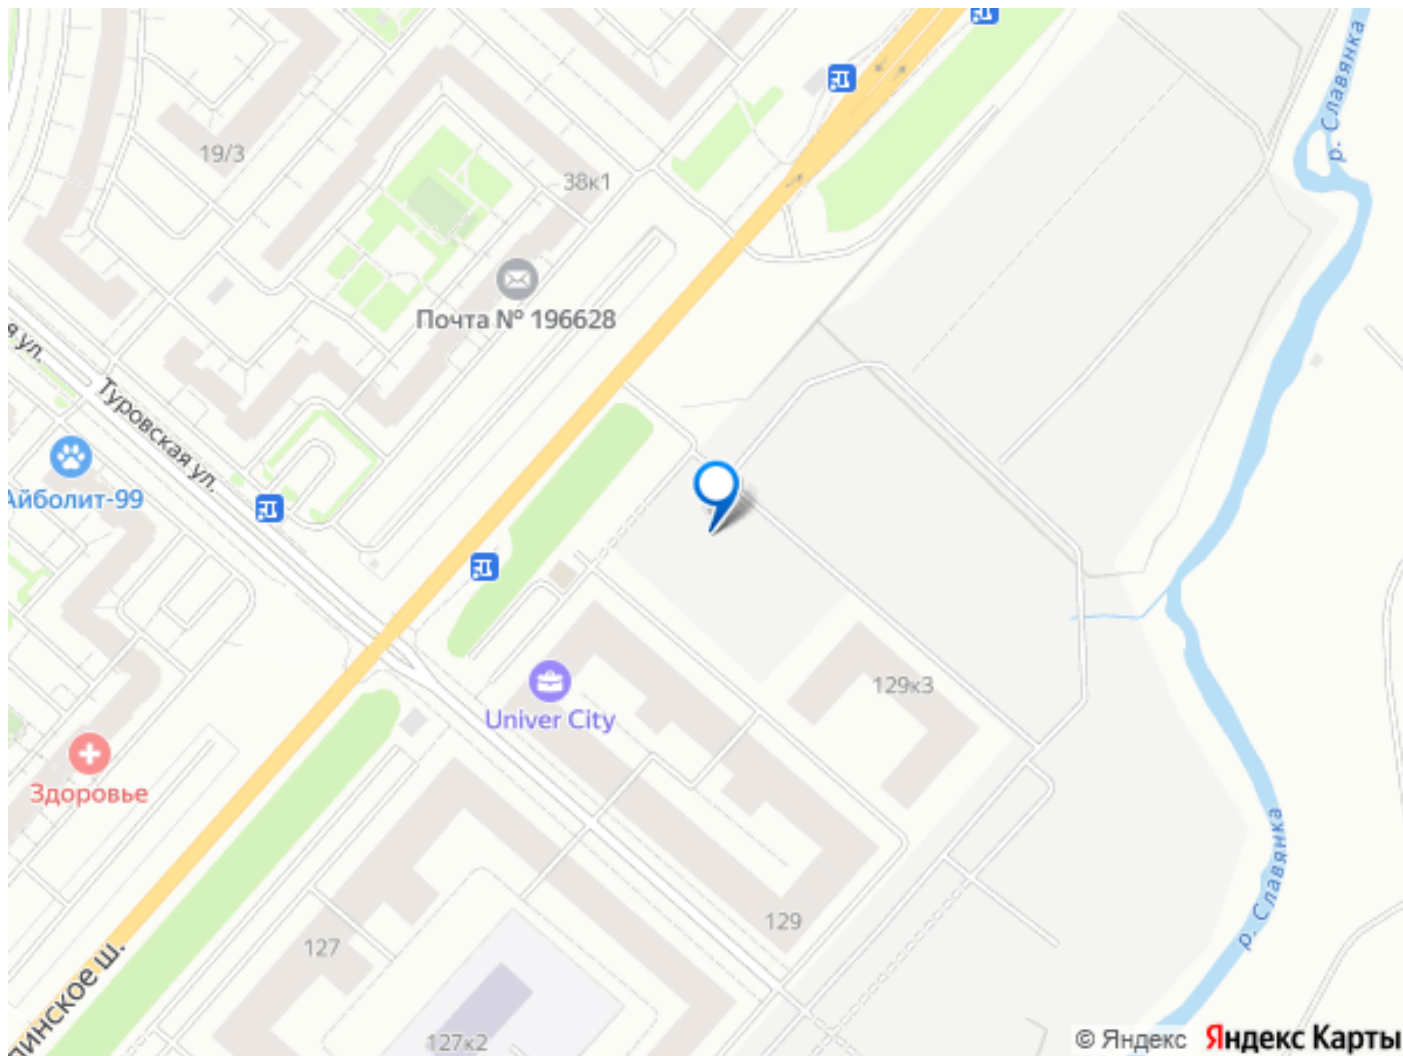 р. Славянка
19/3
38к1
Почта № 196628
я ул.
Туровская ул.
Айболит-99
129к3
Univer City
Здоровье
р. Славянка
129
127
линское ш.
127к2
© Яндекс Яндекс Карты